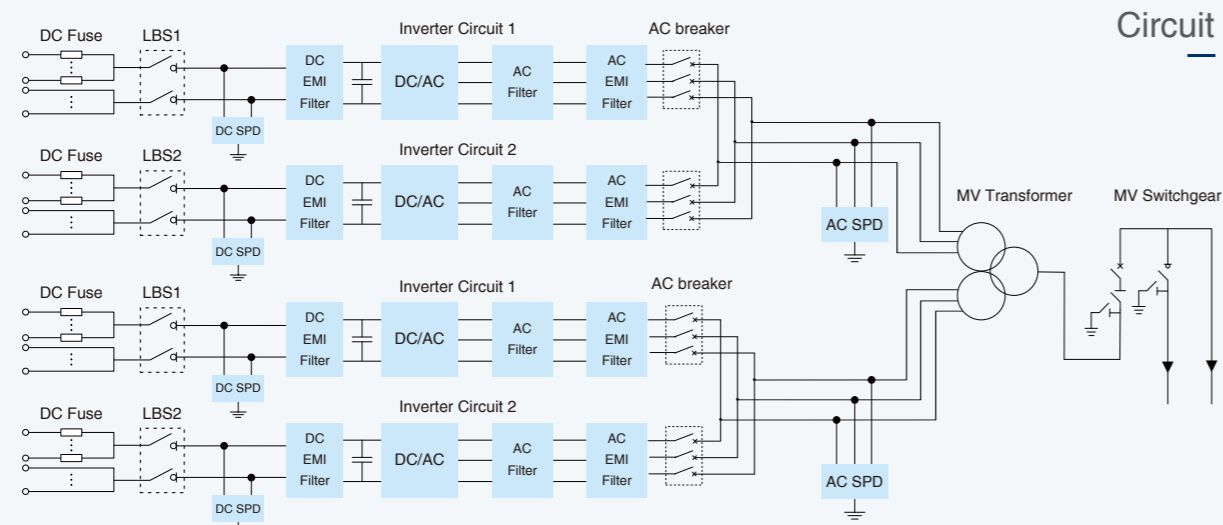 Circuit
DC Fuse LBS1 Inverter Circuit 1 AC breaker
DC
EMI
Filter
DC/AC
AC
Filter
AC
EMI
Filter
DC SPD
DC Fuse LBS2 Inverter Circuit 2
DC
EMI
Filter
DC/AC
AC
Filter
AC
EMI
Filter
DC SPD
AC SPD
MV Transformer MV Switchgear
DC Fuse LBS1 Inverter Circuit 1 AC breaker
DC
EMI
Filter
DC/AC
AC
Filter
AC
EMI
Filter
DC SPD
DC Fuse LBS2 Inverter Circuit 2
DC
EMI
Filter
DC/AC
AC
Filter
AC
EMI
Filter
DC SPD
AC SPD